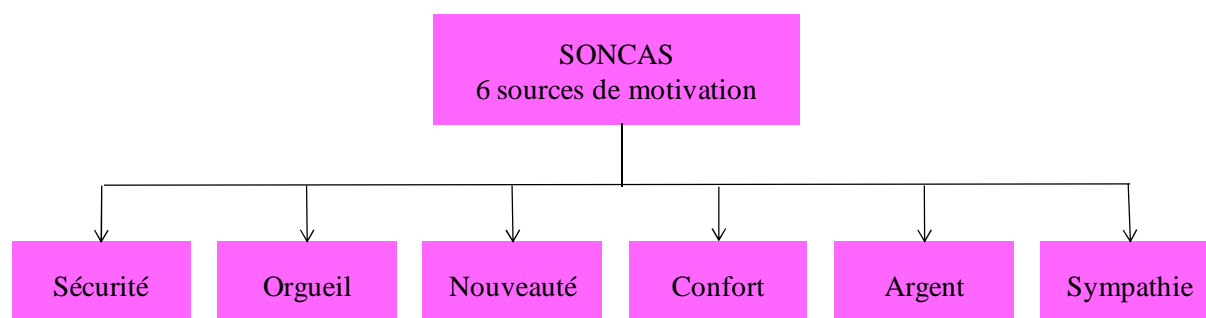 SONCAS
6 sources de motivation
Sécurité
Orgueil
Nouveauté
Confort
Argent
Sympathie